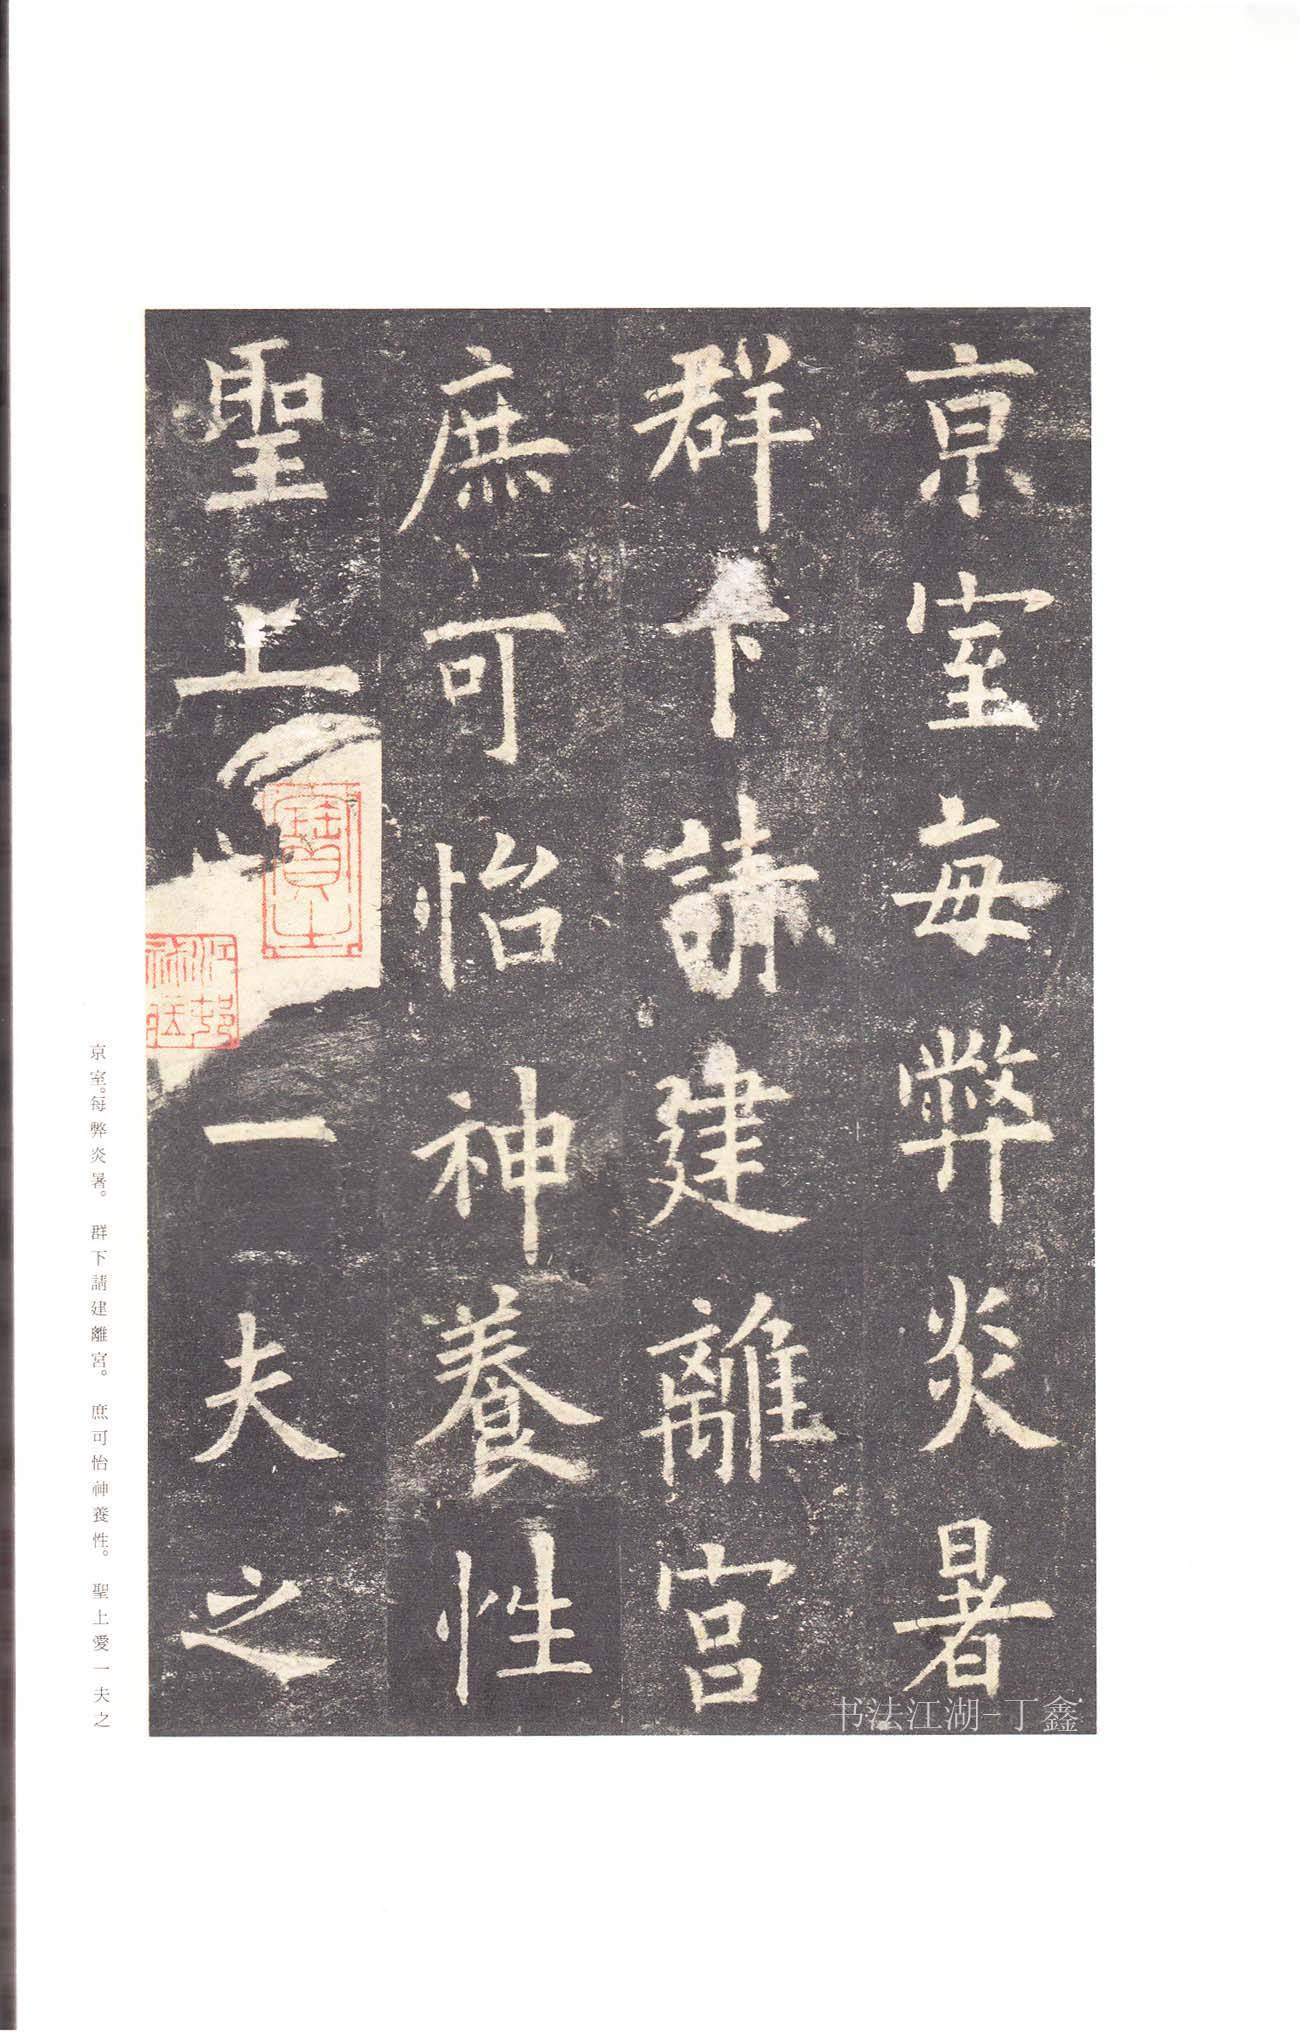 京室每弊炎暑
群下請建離宮
庶可怡神養性
聖上
一夫之
京室。每弊炎暑。 群下請建離宮。 庶可怡神養性。 聖上愛一夫之
书法江湖-丁鑫